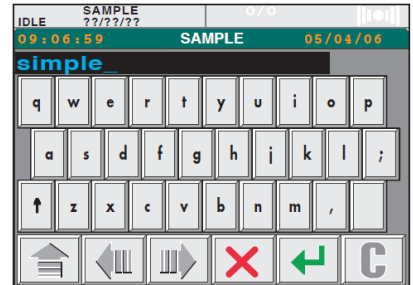 SAMPLE
IDLE ??/??/?? 0/0
09:06:59 SAMPLE 05/04/06
simple_
q w e r t y u i o p
a s d f g h j k l ;
z x c v b n m ,
C